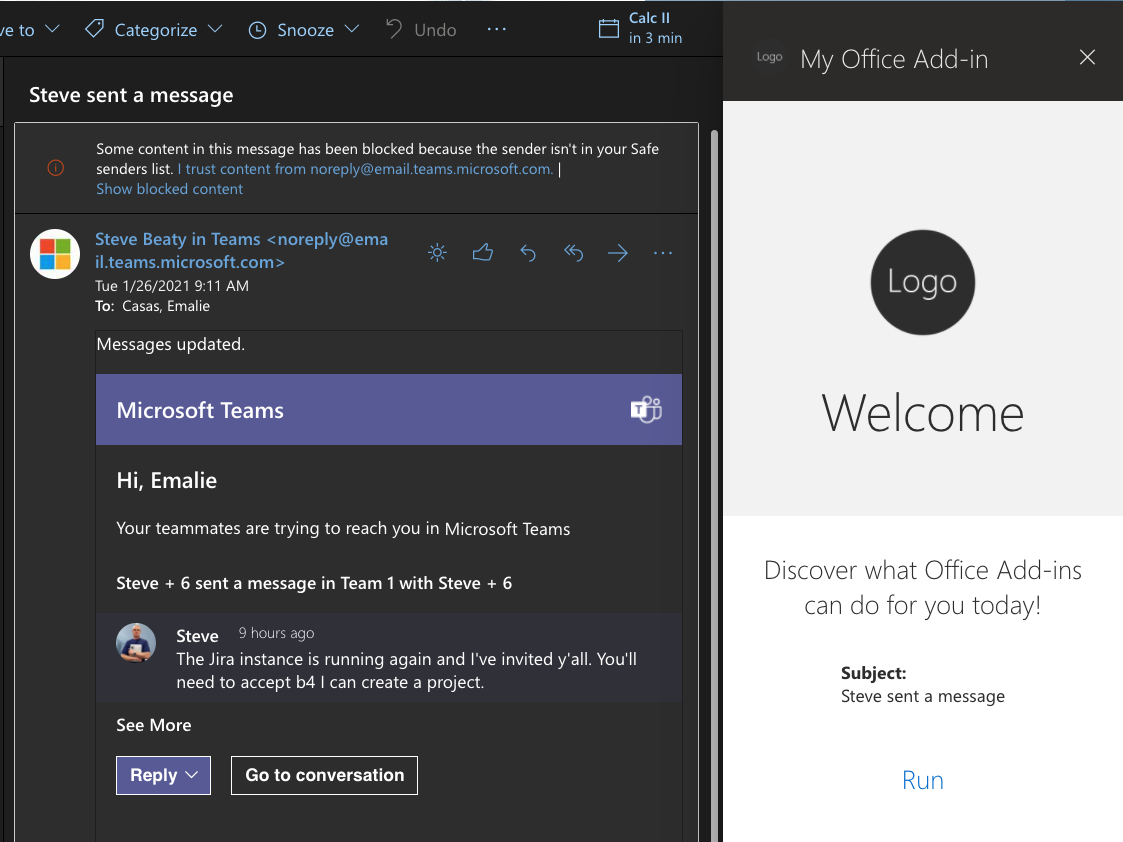 ve to
Categorize
Snooze
Undo
...
Calc II
in 3 min
Steve sent a message
Some content in this message has been blocked because the sender isn't in your Safe
senders list. I trust content from noreply@email.teams.microsoft.com. |
Show blocked content
Steve Beaty in Teams <noreply@ema
il.teams.microsoft.com>
Tue 1/26/2021 9:11 AM
To: Casas, Emalie
Messages updated.
Microsoft Teams
T
Hi, Emalie
Your teammates are trying to reach you in Microsoft Teams
Steve + 6 sent a message in Team 1 with Steve + 6
Steve 9 hours ago
The Jira instance is running again and I've invited y'all. You'll
need to accept b4 I can create a project.
See More
Reply
Go to conversation
Logo
My Office Add-in
Logo
Welcome
Discover what Office Add-ins
can do for you today!
Subject:
Steve sent a message
Run